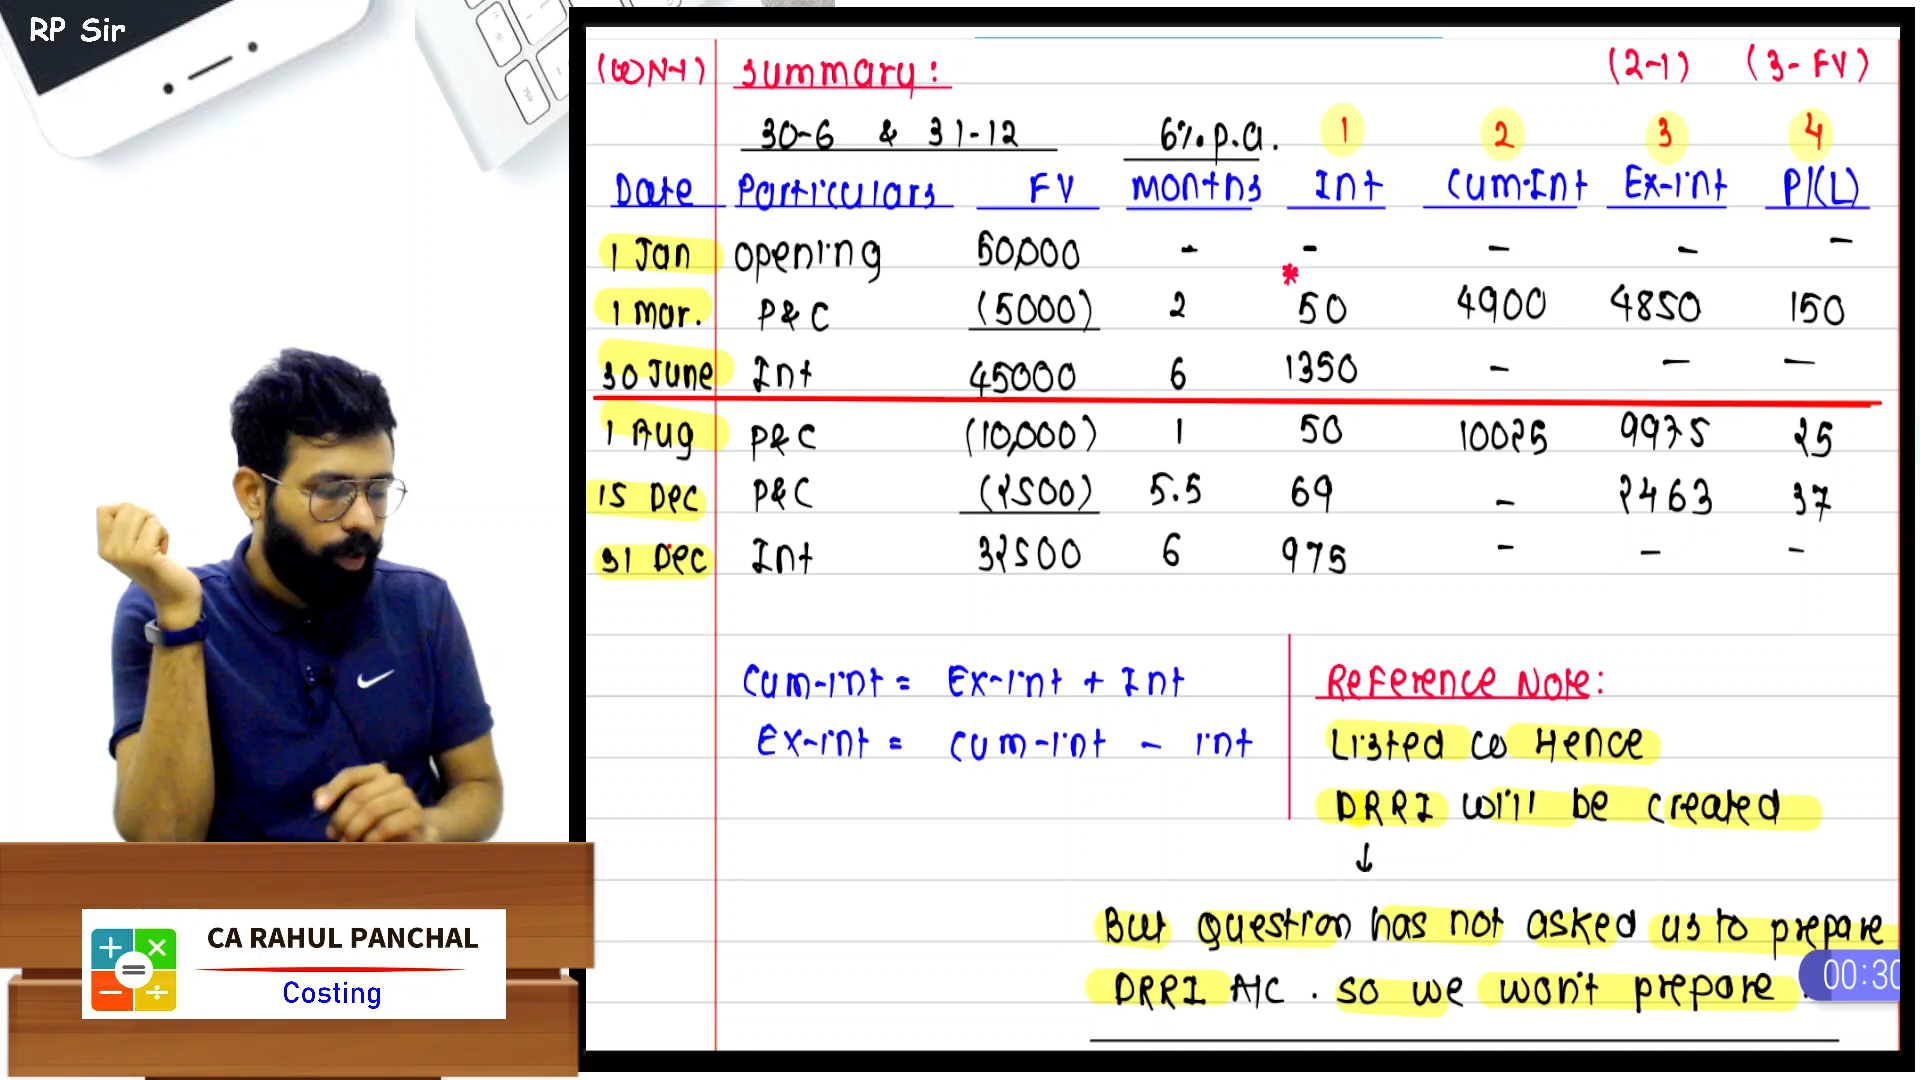 RP Sir
(WN-1) Summary: (2-1) (3-FV)
30-6 & 31-12 6% p.a. 1 2 3 4
Date Particulars FV Months Int Cum-Int Ex-int P/(L)
1 Jan opening 50,000 - - - - -
1 Mar. P&C (5000) 2 * 50 4900 4850 150
30 June Int 45000 6 1350 - - -
1 Aug P&C (10,000) 1 50 10025 9975 25
15 Dec P&C (2500) 5.5 69 - 2463 37
31 Dec Int 32500 6 975 - - -
Cum-int = Ex-int + Int
Ex-int = Cum-int - int
Reference Note:
Listed co Hence
DRRI will be created
↓
But Question has not asked us to prepare
DRRI A/C. so we won't prepare.
00:30
CA RAHUL PANCHAL
Costing